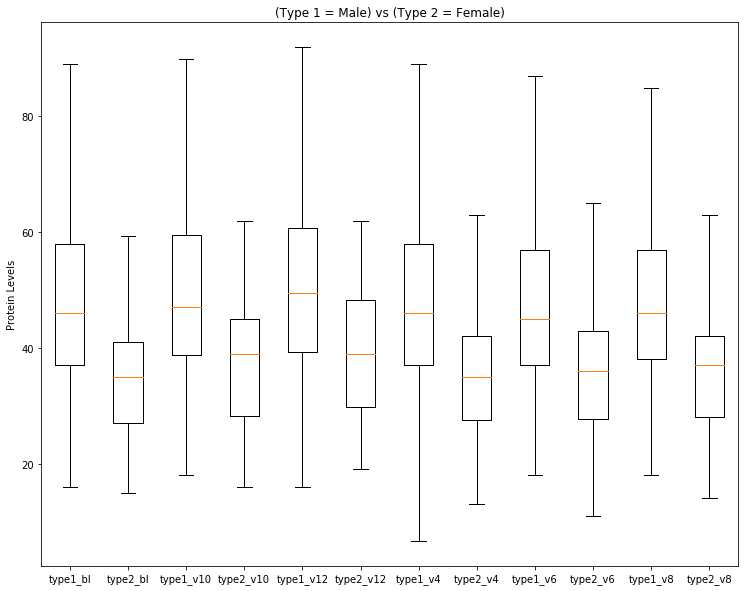 (Type 1 = Male) vs (Type 2 = Female)
Protein Levels
80
60
40
20
type1_bl type2_bl type1_v10 type2_v10 type1_v12 type2_v12 type1_v4 type2_v4 type1_v6 type2_v6 type1_v8 type2_v8